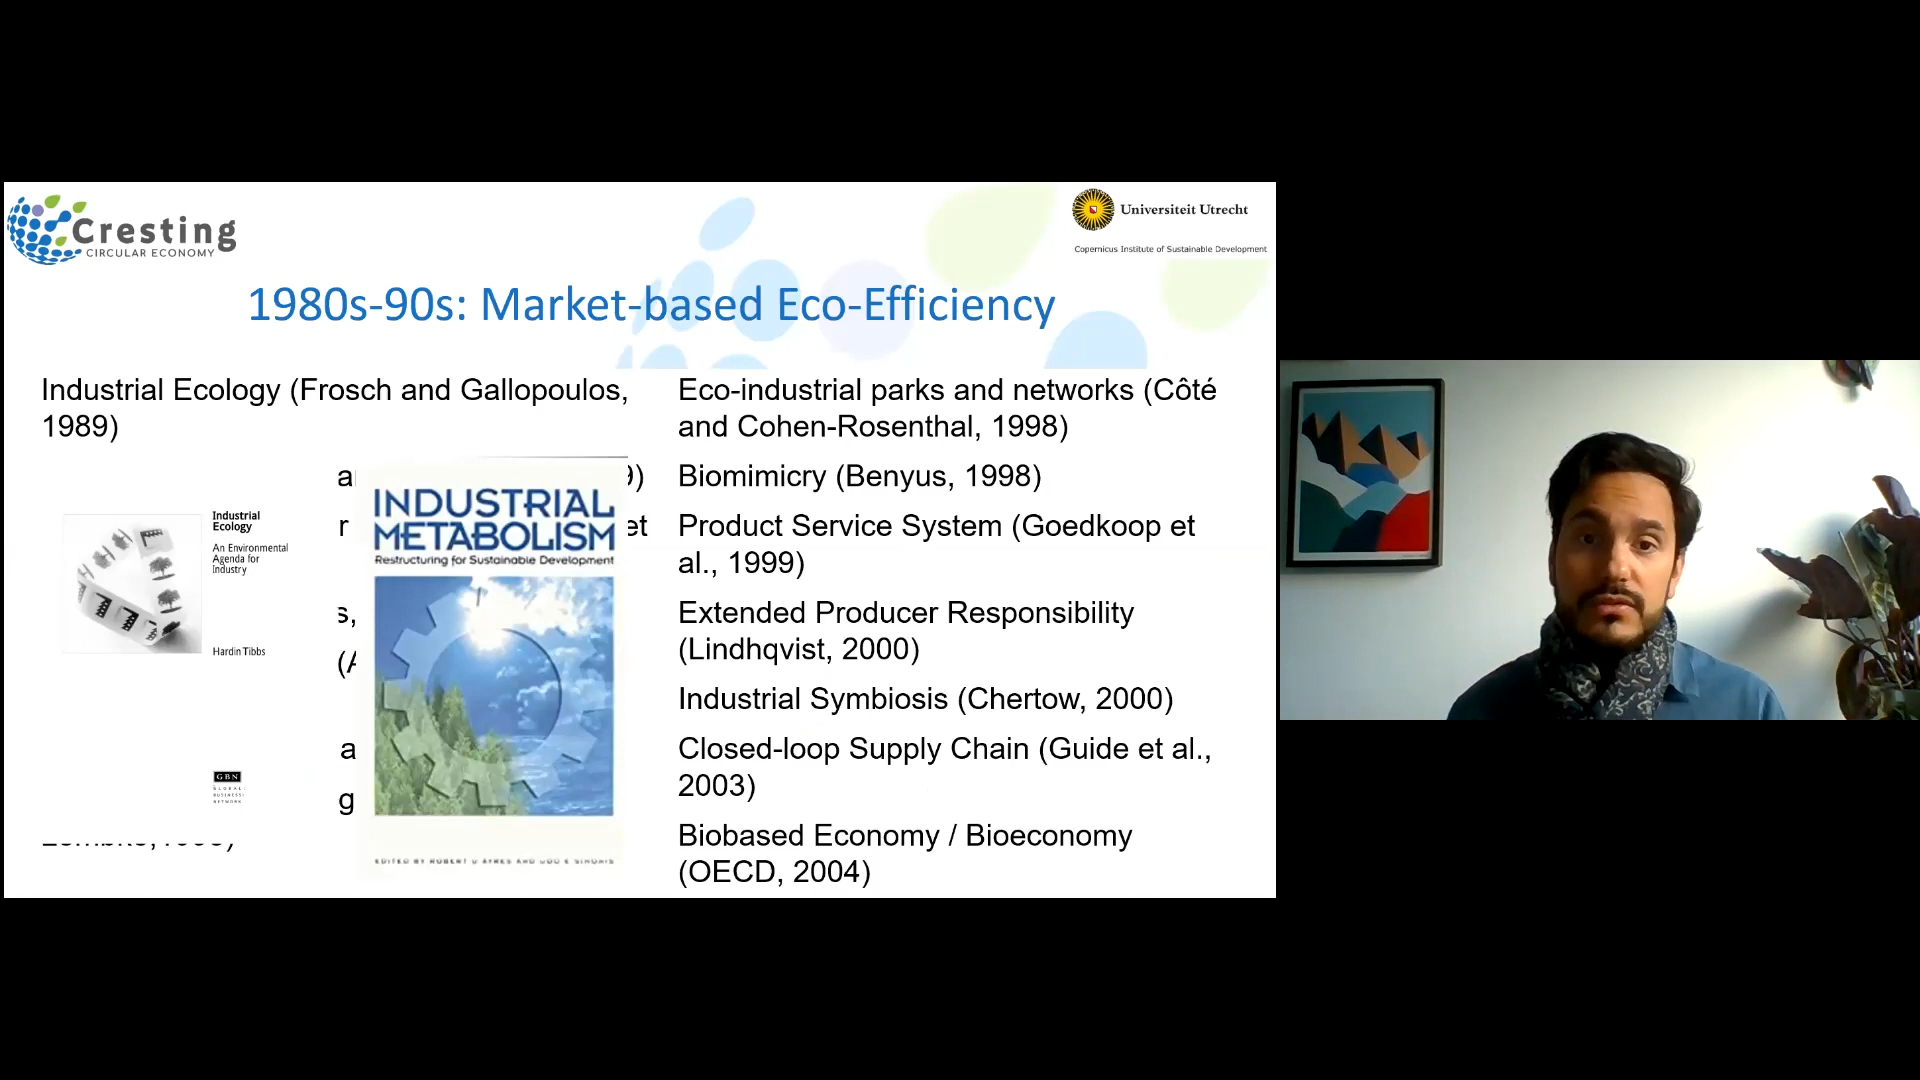 Cresting
CIRCULAR ECONOMY
Universiteit Utrecht
Copernicus Institute of Sustainable Development
1980s-90s: Market-based Eco-Efficiency
Industrial Ecology (Frosch and Gallopoulos,
1989)
Industrial
Ecology
An Environmental
Agenda for
Industry
Hardin Tibbs
GBN
GLOBAL
BUSINESS
NETWORK
INDUSTRIAL
METABOLISM
Restructuring for Sustainable Development
EDITED BY ROBERT U AYRES AND UDO E SIMONIS
Eco-industrial parks and networks (Côté
and Cohen-Rosenthal, 1998)
Biomimicry (Benyus, 1998)
Product Service System (Goedkoop et
al., 1999)
Extended Producer Responsibility
(Lindhqvist, 2000)
Industrial Symbiosis (Chertow, 2000)
Closed-loop Supply Chain (Guide et al.,
2003)
Biobased Economy / Bioeconomy
(OECD, 2004)